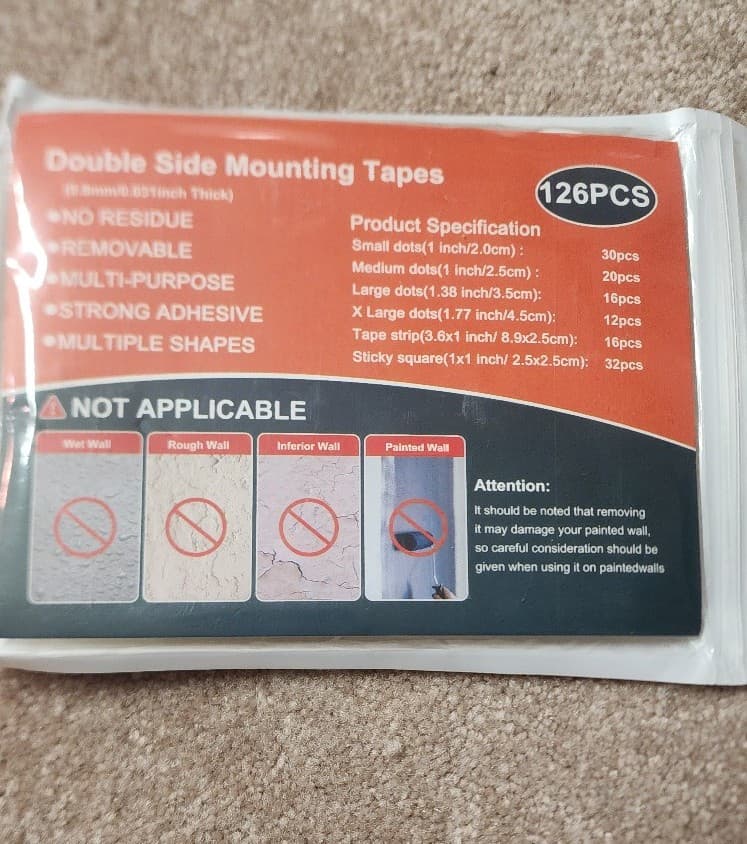 Double Side Mounting Tapes
(0.8mm/0.031inch Thick)
126PCS
•NO RESIDUE
•REMOVABLE
•MULTI-PURPOSE
•STRONG ADHESIVE
•MULTIPLE SHAPES
Product Specification
Small dots(1 inch/2.0cm) : 30pcs
Medium dots(1 inch/2.5cm) : 20pcs
Large dots(1.38 inch/3.5cm): 16pcs
X Large dots(1.77 inch/4.5cm): 12pcs
Tape strip(3.6x1 inch/ 8.9x2.5cm): 16pcs
Sticky square(1x1 inch/ 2.5x2.5cm): 32pcs
NOT APPLICABLE
Wet Wall
Rough Wall
Inferior Wall
Painted Wall
Attention:
It should be noted that removing
it may damage your painted wall,
so careful consideration should be
given when using it on paintedwalls